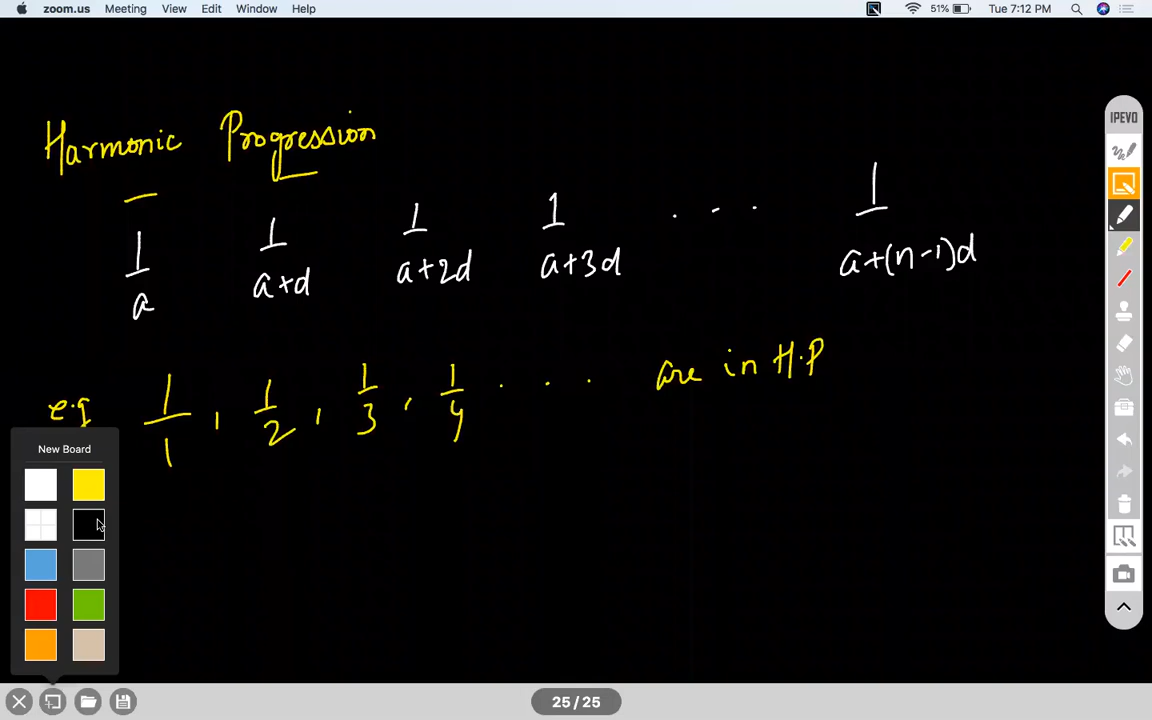 zoom.us Meeting View Edit Window Help 51% Tue 7:12 PM
IPEVO
Harmonic Progression
1/a 1/a+d 1/a+2d 1/a+3d . - . . 1/a+(n-1)d
e.g 1/1 , 1/2 , 1/3 , 1/4 . . . are in H.P
New Board
25 / 25